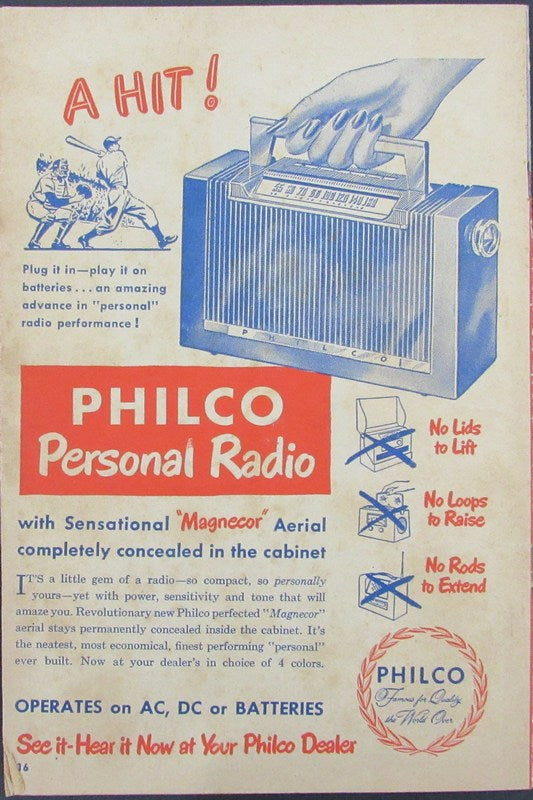 A HIT!
Plug it in—play it on
batteries...an amazing
advance in "personal"
radio performance!
PHILCO
PHILCO
Personal Radio
with Sensational "Magnecor" Aerial
completely concealed in the cabinet
IT'S a little gem of a radio—so compact, so personally
yours—yet with power, sensitivity and tone that will
amaze you. Revolutionary new Philco perfected "Magnecor"
aerial stays permanently concealed inside the cabinet. It's
the neatest, most economical, finest performing "personal"
ever built. Now at your dealer's in choice of 4 colors.
No Lids
to Lift
No Loops
to Raise
No Rods
to Extend
PHILCO
Famous for Quality
the World Over
OPERATES on AC, DC or BATTERIES
See it-Hear it Now at Your Philco Dealer
16